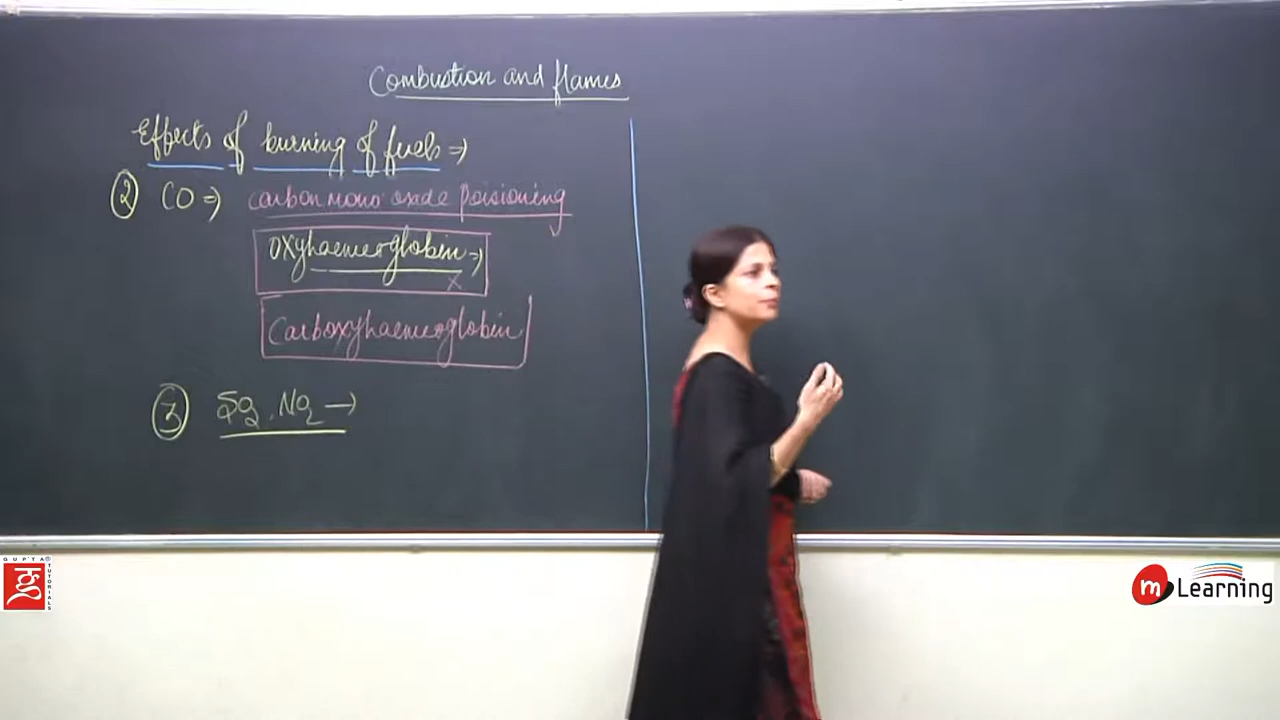 Combustion and flames
Effects of burning of fuels ⇒
② CO ⇒ carbon mono oxide Poisioning
oxyhaemoglobin ⇒
x
Carboxyhaemoglobin
③ SO2, NO2 →
GUPTA®
TUTORIALS
m Learning